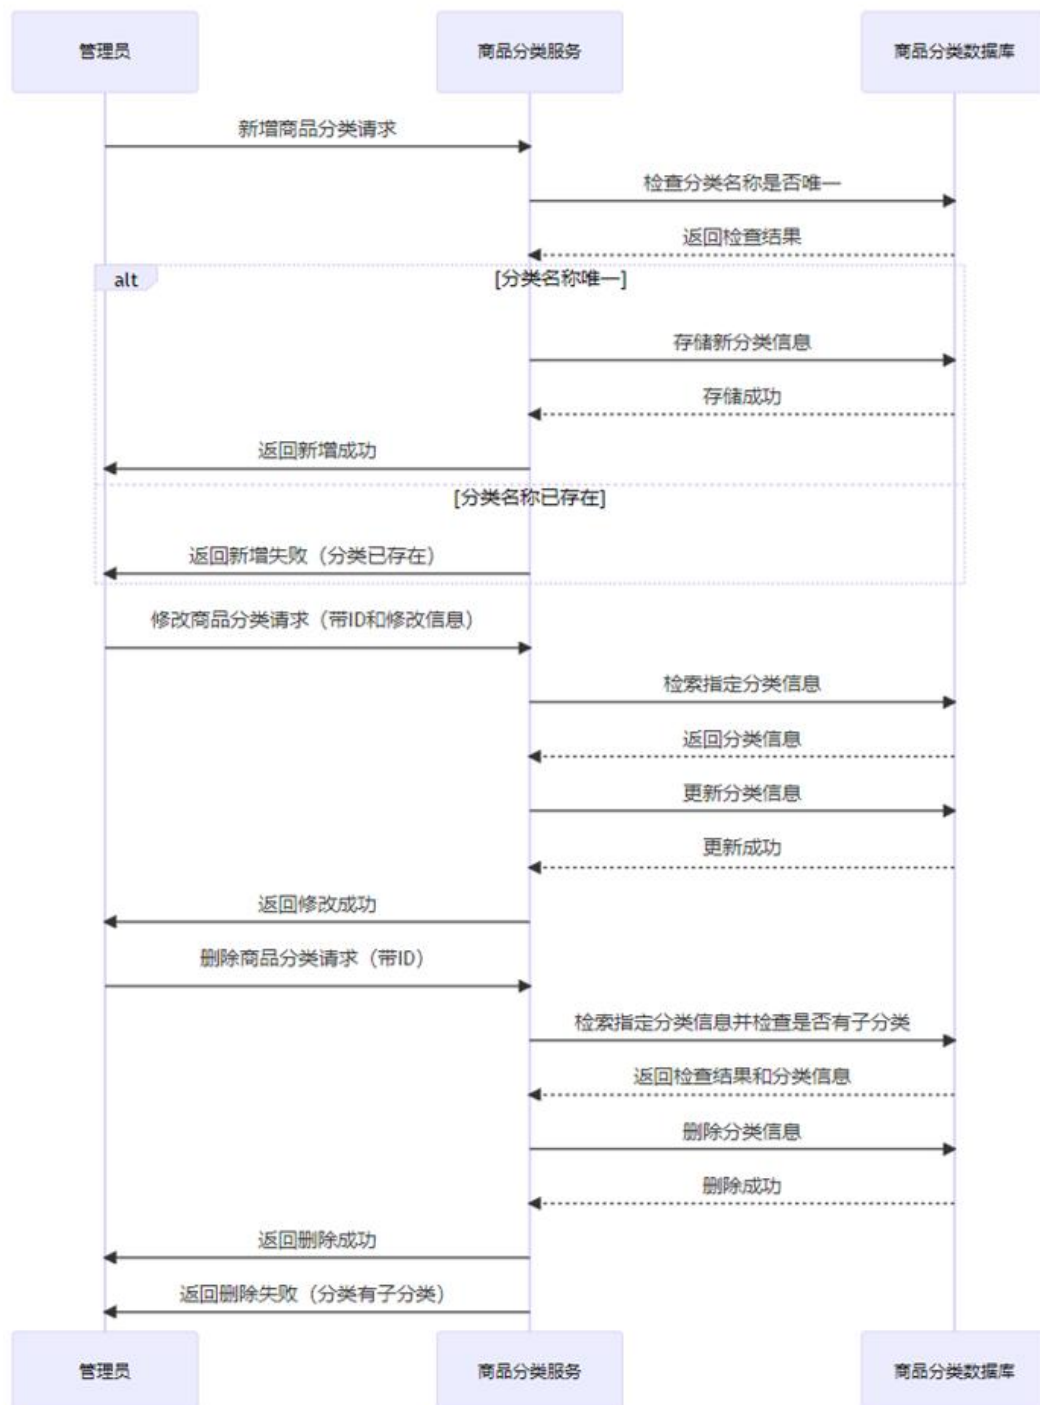 管理员
商品分类服务
商品分类数据库
新增商品分类请求
检查分类名称是否唯一
返回检查结果
alt
[分类名称唯一]
存储新分类信息
存储成功
返回新增成功
[分类名称已存在]
返回新增失败（分类已存在）
修改商品分类请求（带ID和修改信息）
检索指定分类信息
返回分类信息
更新分类信息
更新成功
返回修改成功
删除商品分类请求（带ID）
检索指定分类信息并检查是否有子分类
返回检查结果和分类信息
删除分类信息
删除成功
返回删除成功
返回删除失败（分类有子分类）
管理员
商品分类服务
商品分类数据库